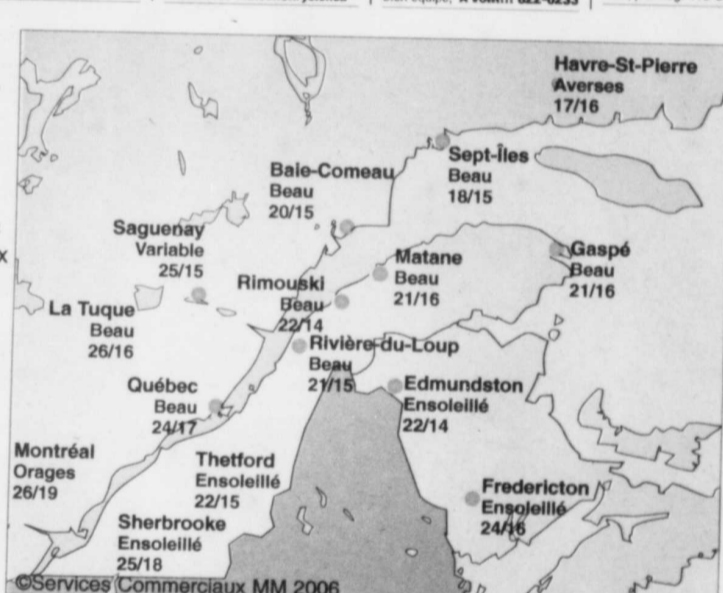 Havre-St-Pierre
Averses
17/16
Sept-Îles
Beau
18/15
Baie-Comeau
Beau
20/15
Saguenay
Variable
25/15
Matane
Beau
21/16
Gaspé
Beau
21/16
Rimouski
Beau
22/14
La Tuque
Beau
26/16
Rivière-du-Loup
Beau
21/15
Québec
Beau
24/17
Edmundston
Ensoleillé
22/14
Montréal
Orages
26/19
Thetford
Ensoleillé
22/15
Fredericton
Ensoleillé
24/16
Sherbrooke
Ensoleillé
25/18
©Services Commerciaux MM 2006